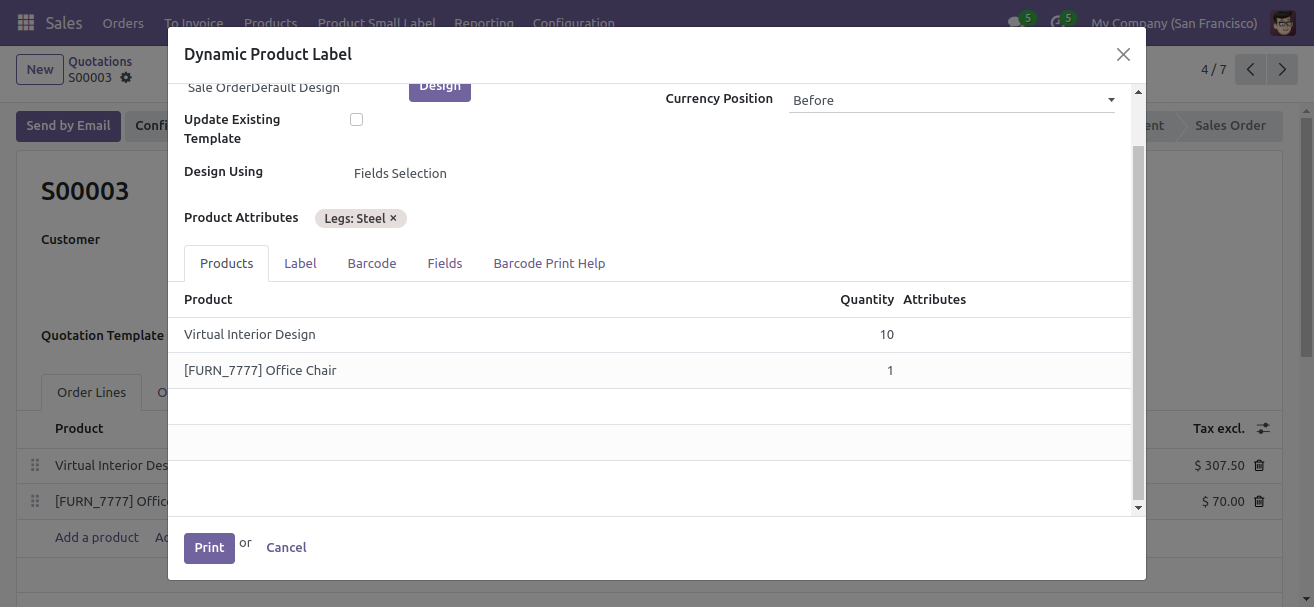 Sales Orders To Invoice Products Product Small Label Reporting Configuration 5 5 My Company (San Francisco)
Dynamic Product Label
New Quotations
S00003
4 / 7
Sale OrderDefault Design Design
Currency Position Before
Send by Email Confi
ent Sales Order
Update Existing
Template
Design Using Fields Selection
S00003
Product Attributes Legs: Steel ×
Customer
Products Label Barcode Fields Barcode Print Help
Product Quantity Attributes
Quotation Template
Virtual Interior Design 10
[FURN_7777] Office Chair 1
Order Lines O
Product Tax excl.
Virtual Interior Des $ 307.50
[FURN_7777] Offic $ 70.00
Add a product Ad
Print or Cancel